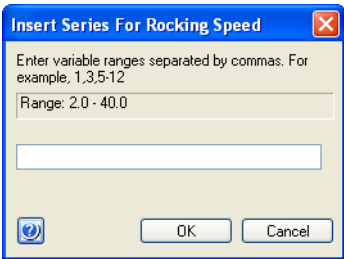 Insert Series For Rocking Speed
Enter variable ranges separated by commas. For
example, 1,3,5-12
Range: 2.0 - 40.0
OK
Cancel